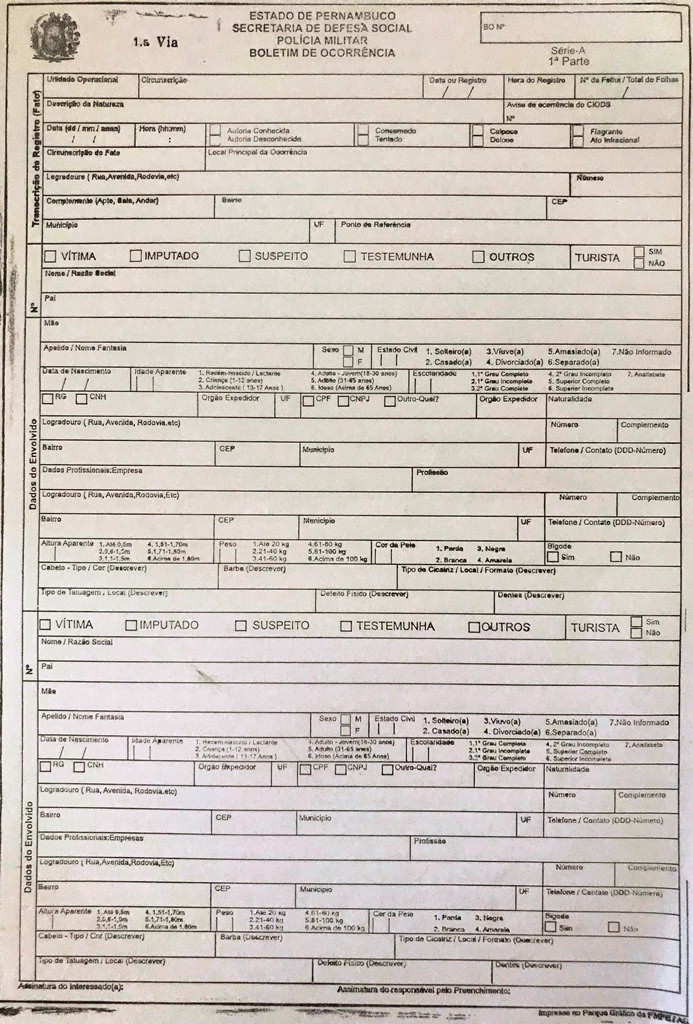 ESTADO DE PERNAMBUCO
SECRETARIA DE DEFESA SOCIAL
POLÍCIA MILITAR
BOLETIM DE OCORRÊNCIA
1.a Via
BO Nº
Série-A
1ª Parte
Transcrição de Registro (Fato)
Unidade Operacional Circunscrição Data ou Registro / / Hora do Registro Nº da Folha / Total de Folhas /
Descrição da Natureza Aviso de ocorrência do CIODS
Nº
Data (dd / mm / aaaa) Hora (hh:mm) Autoria Conhecida Consumado Culposo Flagrante
/ / : Autoria Desconhecida Tentado Doloso Ato Infracional
Circunscrição do Fato Local Principal da Ocorrência
Logradouro ( Rua,Avenida,Rodovia,etc) Número
Complemento (Apto, Sala, Andar) Bairro CEP
Município UF Ponto de Referência
VÍTIMA IMPUTADO SUSPEITO TESTEMUNHA OUTROS TURISTA SIM
NÃO
Nome / Razão Social
Nº
Pai
Mãe
Dados do Envolvido
Apelido / Nome Fantasia Sexo M Estado Civil 1. Solteiro(a) 3.Viuvo(a) 5.Amasiado(a) 7.Não Informado
F 2. Casado(a) 4. Divorciado(a) 6.Separado(a)
Data de Nascimento Idade Aparente 1. Recém-nascido / Lactante 4. Adulto - Jovem(18-30 anos) Escolaridade 1.1º Grau Completo 4. 2º Grau Incompleto 7. Analfabeto
/ / 2. Criança (1-12 anos) 5. Adulto (31-65 anos) 2.1º Grau Incompleto 5. Superior Completo
3. Adolescente ( 13-17 Anos ) 6. Idoso (Acima de 65 Anos) 3.2º Grau Completo 6. Superior Incompleto
RG CNH Orgão Expedidor UF CPF CNPJ Outro-Qual? Orgão Expedidor Naturalidade
Logradouro ( Rua, Avenida, Rodovia,etc) Número Complemento
Bairro CEP Município UF Telefone / Contato (DDD-Número)
Dados Profissionais:Empresa Profissão
Logradouro ( Rua, Avenida,Rodovia,Etc) Número Complemento
Bairro CEP Município UF Telefone / Contato (DDD-Número)
Altura Aparente 1. Até 0,5m 4. 1,51-1,70m Peso 1.Até 20 kg 4.61-80 kg Cor da Pele 1. Parda 3. Negra Bigode
2.0,6-1,0m 5.1,71-1,80m 2.21-40 kg 5.81-100 kg 2. Branca 4. Amarela Sim Não
3.1,1-1,5m 6.Acima de 1,80m 3.41-60 kg 6.Acima de 100 kg
Cabelo - Tipo / Cor (Descrever) Barba (Descrever) Tipo de Cicatriz / Local / Formato (Descrever)
Tipo de Tatuagem / Local (Descrever) Defeito Físico (Descrever) Dentes (Descrever)
VÍTIMA IMPUTADO SUSPEITO TESTEMUNHA OUTROS TURISTA Sim
Não
Nome / Razão Social
Nº
Pai
Mãe
Dados do Envolvido
Apelido / Nome Fantasia Sexo M Estado Civil 1. Solteiro(a) 3.Viuvo(a) 5.Amasiado(a) 7.Não Informado
F 2. Casado(a) 4. Divorciado(a) 6.Separado(a)
Data de Nascimento Idade Aparente 1. Recém-nascido / Lactante 4. Adulto - Jovem(18-30 anos) Escolaridade 1.1º Grau Completo 4. 2º Grau Incompleto 7. Analfabeto
/ / 2. Criança (1-12 anos) 5. Adulto (31-65 anos) 2.1º Grau Incompleto 5. Superior Completo
3. Adolescente ( 13-17 Anos ) 6. Idoso (Acima de 65 Anos) 3.2º Grau Completo 6. Superior Incompleto
RG CNH Orgão Expedidor UF CPF CNPJ Outro-Qual? Orgão Expedidor Naturalidade
Logradouro ( Rua, Avenida, Rodovia,etc) Número Complemento
Bairro CEP Município UF Telefone / Contato (DDD-Número)
Dados Profissionais:Empresas Profissão
Logradouro ( Rua,Avenida,Rodovia,Etc) Número Complemento
Bairro CEP Município UF Telefone / Contato (DDD-Número)
Altura Aparente 1. Até 0,5m 4. 1,51-1,70m Peso 1.Até 20 kg 4.61-80 kg Cor da Pele 1. Parda 3. Negra Bigode
2.0,6-1,0m 5.1,71-1,80m 2.21-40 kg 5.81-100 kg 2. Branca 4. Amarela Sim Não
3.1,1-1,5m 6.Acima de 1,80m 3.41-60 kg 6.Acima de 100 kg
Cabelo - Tipo / Cor (Descrever) Barba (Descrever) Tipo de Cicatriz / Local / Formato (Descrever)
Tipo de Tatuagem / Local (Descrever) Defeito Físico (Descrever) Dentes (Descrever)
Assinatura do Interessado(a): Assinatura do responsável pelo Preenchimento:
Impresso no Parque Gráfico da